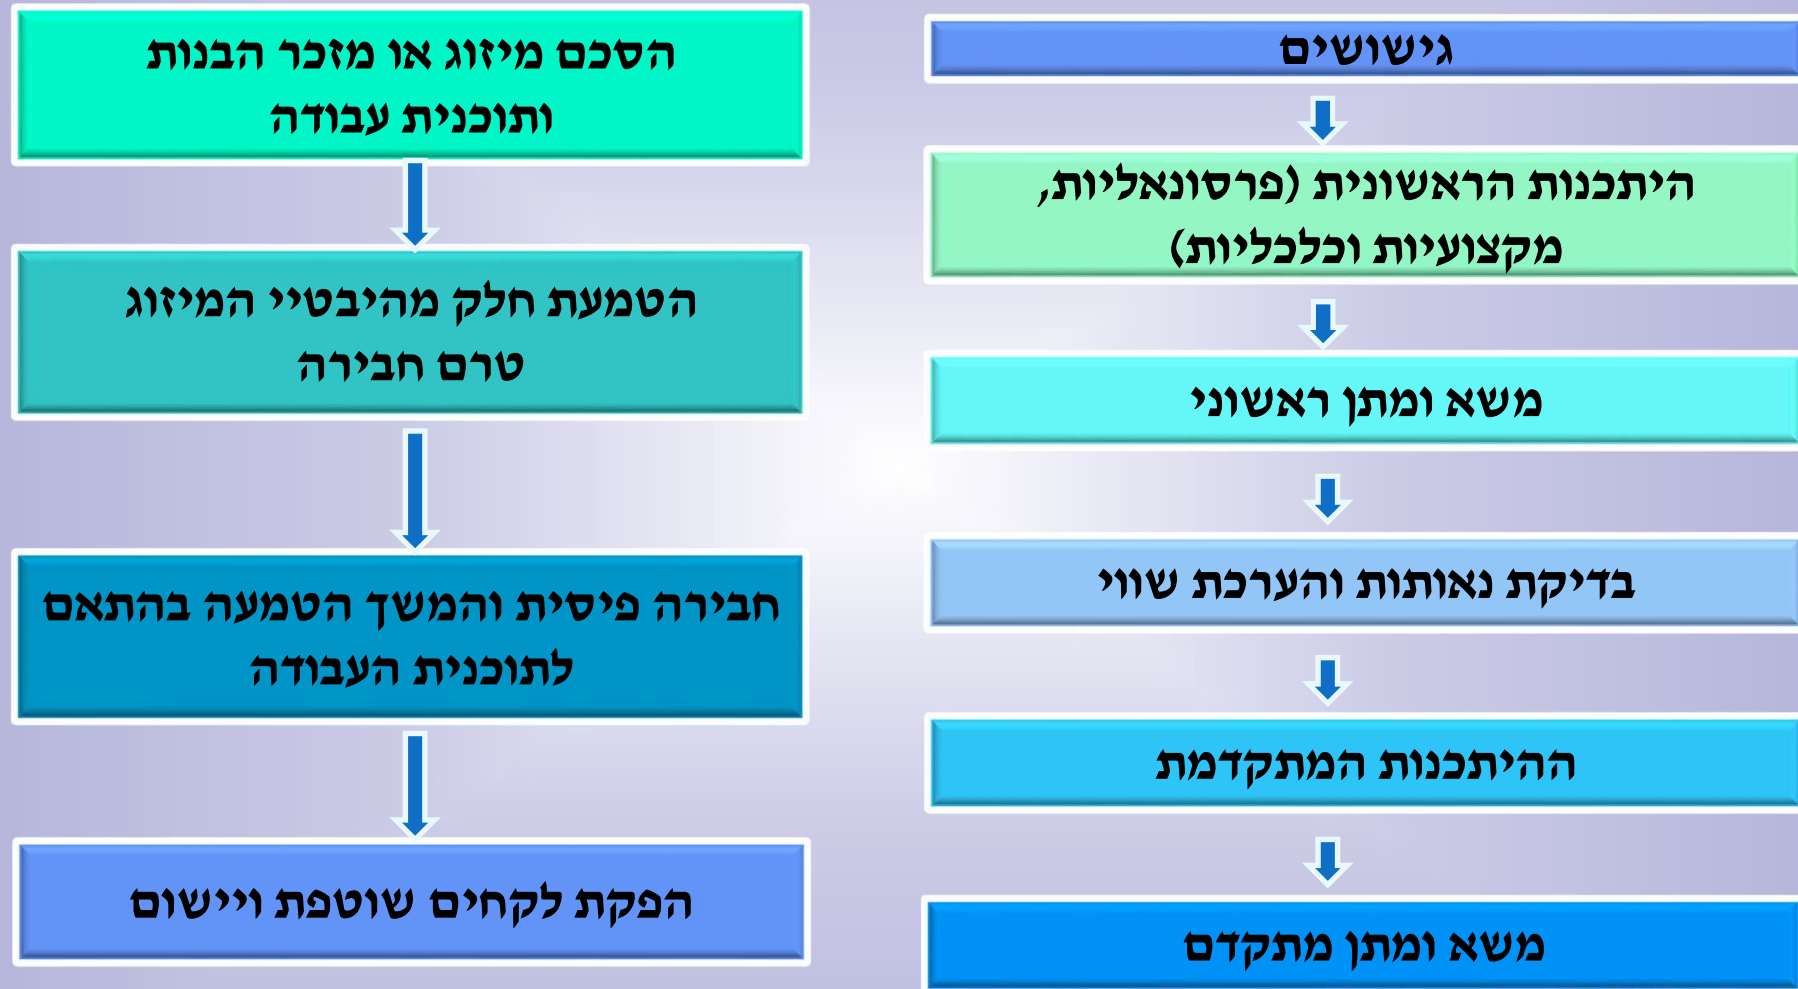 גישושים
היתכנות הראשונית (פרסונאליות,
מקצועיות וכלכליות)
משא ומתן ראשוני
בדיקת נאותות והערכת שווי
ההיתכנות המתקדמת
משא ומתן מתקדם
הסכם מיזוג או מזכר הבנות
ותוכנית עבודה
הטמעת חלק מהיבטיי המיזוג
טרם חבירה
חבירה פיסית והמשך הטמעה בהתאם
לתוכנית העבודה
הפקת לקחים שוטפת ויישום